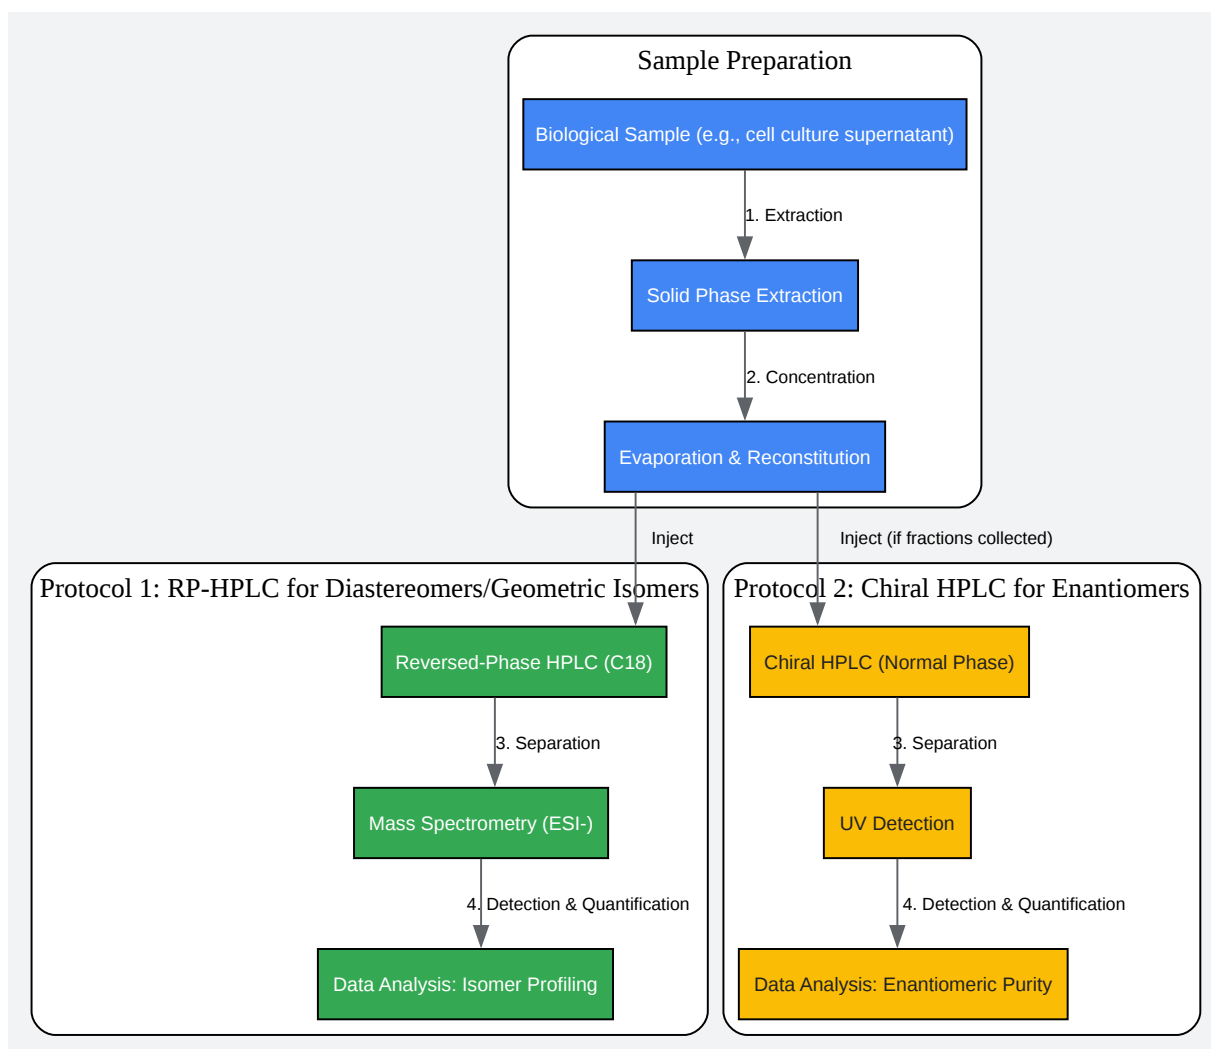 Sample Preparation
Biological Sample (e.g., cell culture supernatant)
1. Extraction
Solid Phase Extraction
2. Concentration
Evaporation & Reconstitution
Inject
Inject (if fractions collected)
Protocol 1: RP-HPLC for Diastereomers/Geometric Isomers
Reversed-Phase HPLC (C18)
3. Separation
Mass Spectrometry (ESI-)
4. Detection & Quantification
Data Analysis: Isomer Profiling
Protocol 2: Chiral HPLC for Enantiomers
Chiral HPLC (Normal Phase)
3. Separation
UV Detection
4. Detection & Quantification
Data Analysis: Enantiomeric Purity